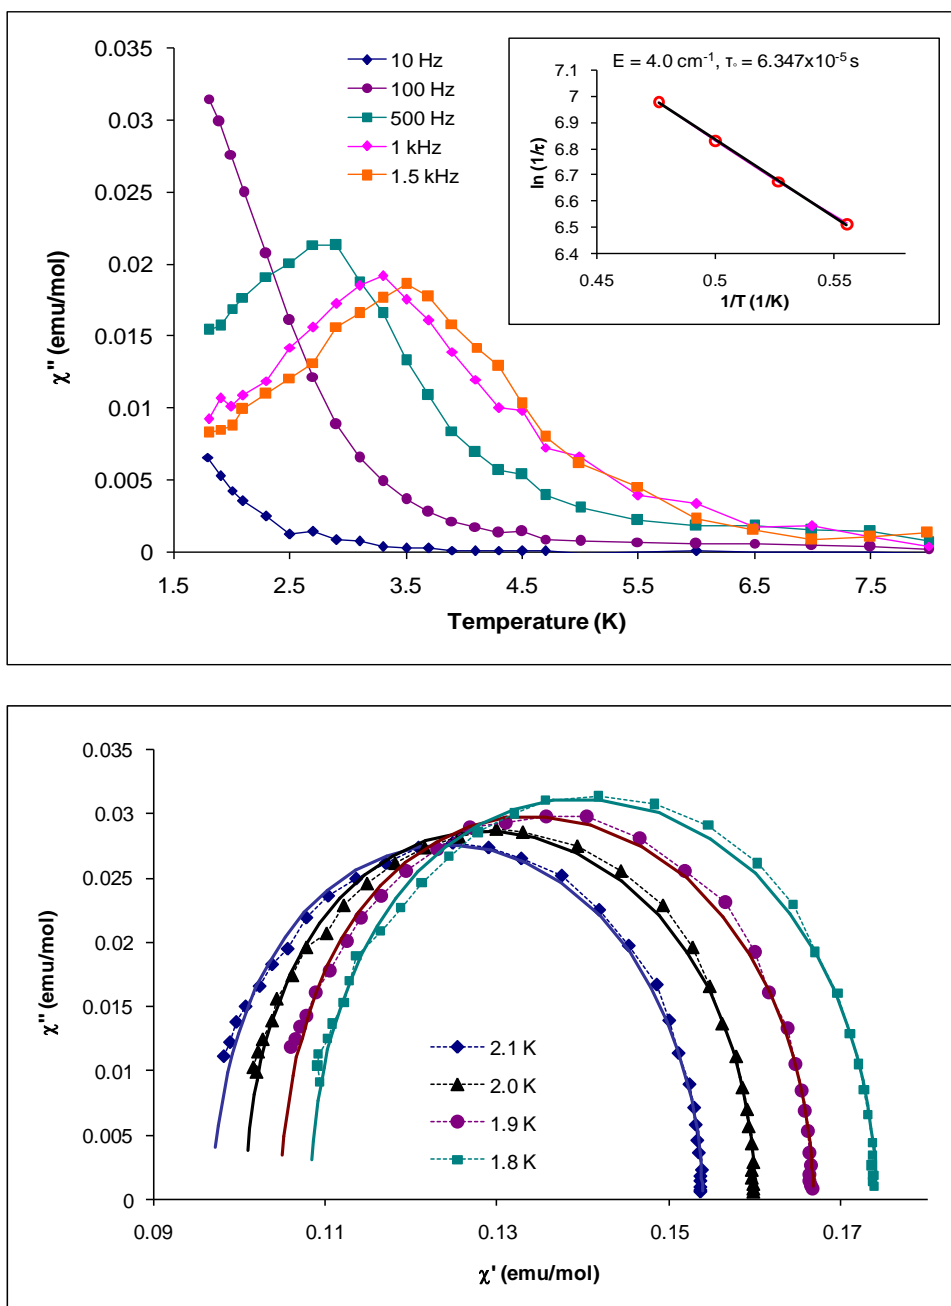 0.035
0.03
0.025
0.02
0.015
0.01
0.005
0
χ'' (emu/mol)
1.5 2.5 3.5 4.5 5.5 6.5 7.5
Temperature (K)
10 Hz
100 Hz
500 Hz
1 kHz
1.5 kHz
E = 4.0 cm⁻¹, τ。 = 6.347x10⁻⁵ s
7.1
7
6.9
6.8
6.7
6.6
6.5
6.4
ln (1/τ)
0.45 0.5 0.55
1/T (1/K)
0.035
0.03
0.025
0.02
0.015
0.01
0.005
0
χ'' (emu/mol)
0.09 0.11 0.13 0.15 0.17
χ' (emu/mol)
2.1 K
2.0 K
1.9 K
1.8 K